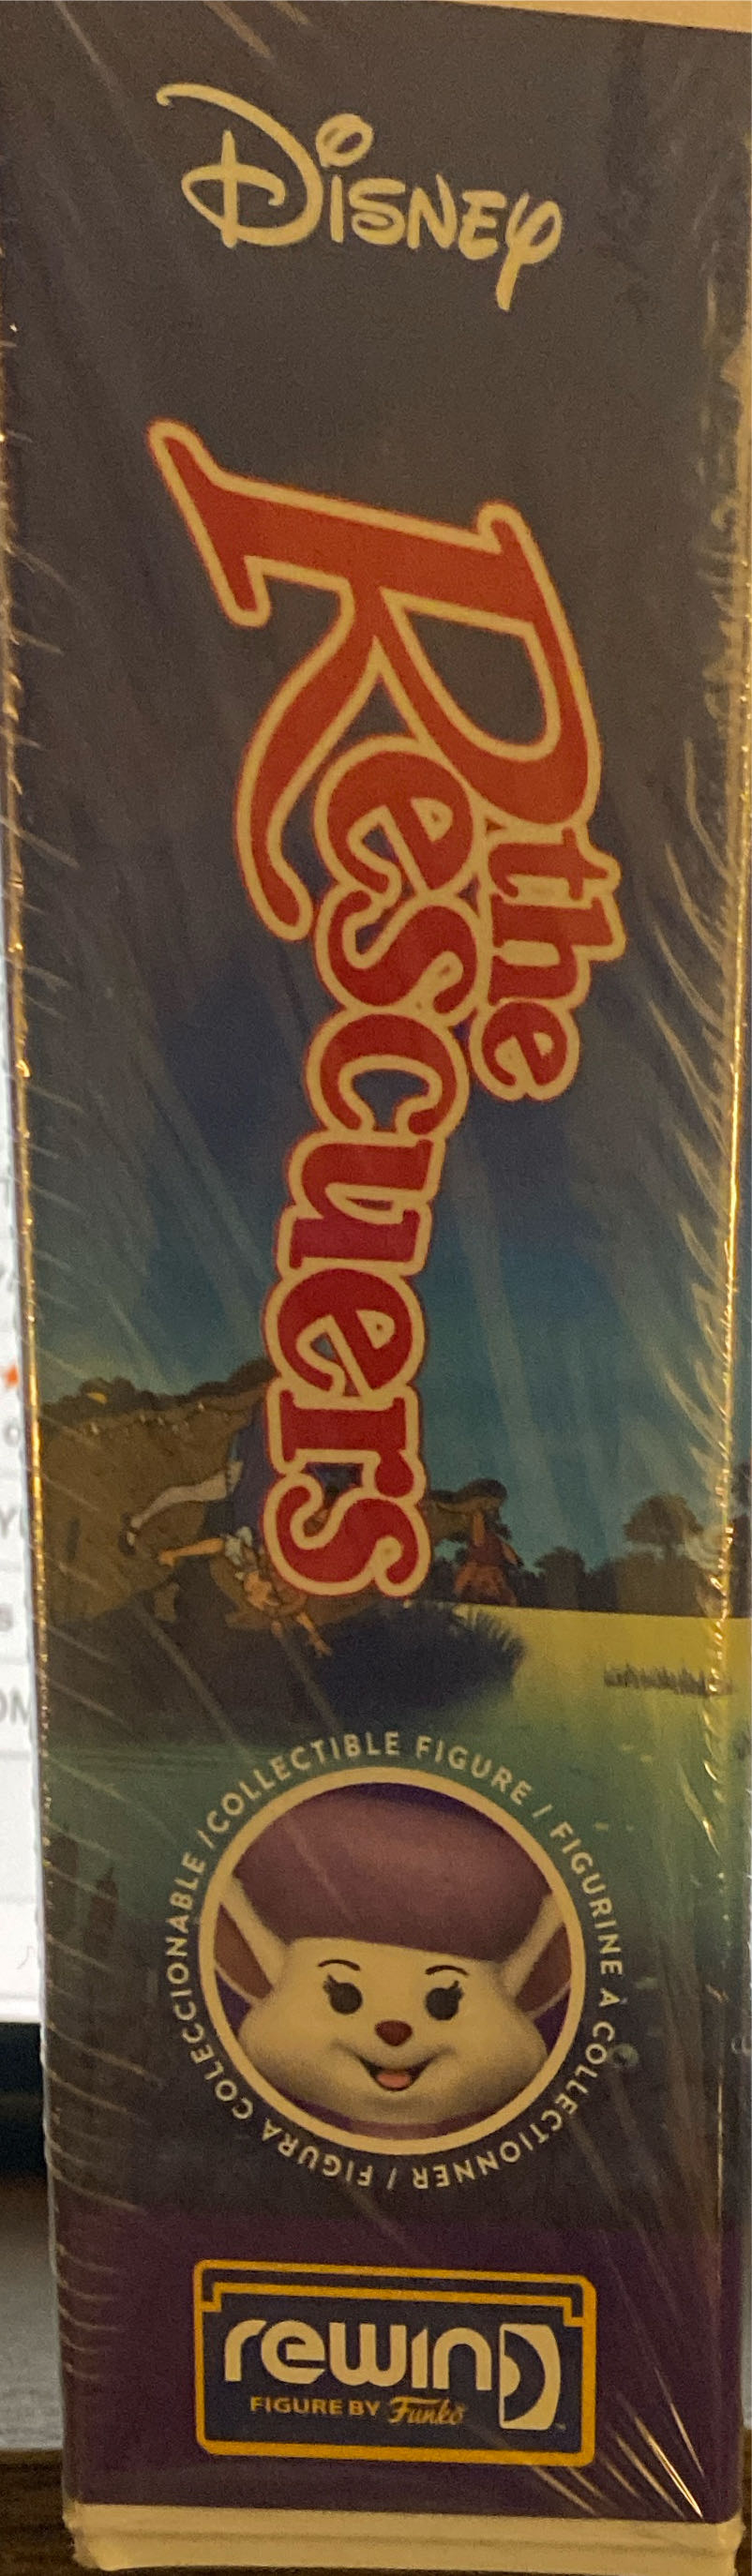 Disney
the
Rescuers
COLLECTIBLE FIGURE / FIGURINE À COLLECTIONNER / FIGURA COLECCIONABLE /
rewind
FIGURE BY Funko